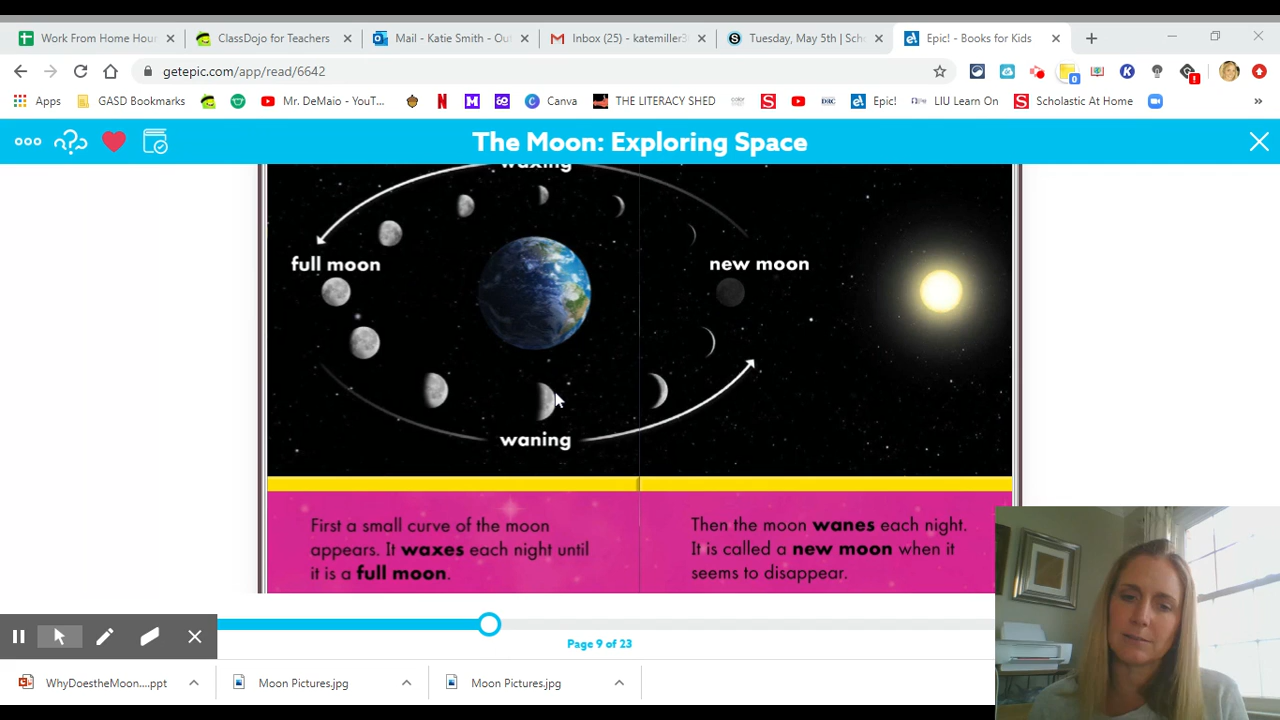 Work From Home Hour
ClassDojo for Teachers
Mail - Katie Smith - Ou
Inbox (25) - katemiller3
Tuesday, May 5th | Sch
Epic! - Books for Kids
getepic.com/app/read/6642
Apps GASD Bookmarks Mr. DeMaio - YouT... Canva THE LITERACY SHED Epic! LIU Learn On Scholastic At Home
The Moon: Exploring Space
waxing
full moon
new moon
waning
First a small curve of the moon
appears. It waxes each night until
it is a full moon.
Then the moon wanes each night.
It is called a new moon when it
seems to disappear.
Page 9 of 23
WhyDoestheMoon....ppt
Moon Pictures.jpg
Moon Pictures.jpg